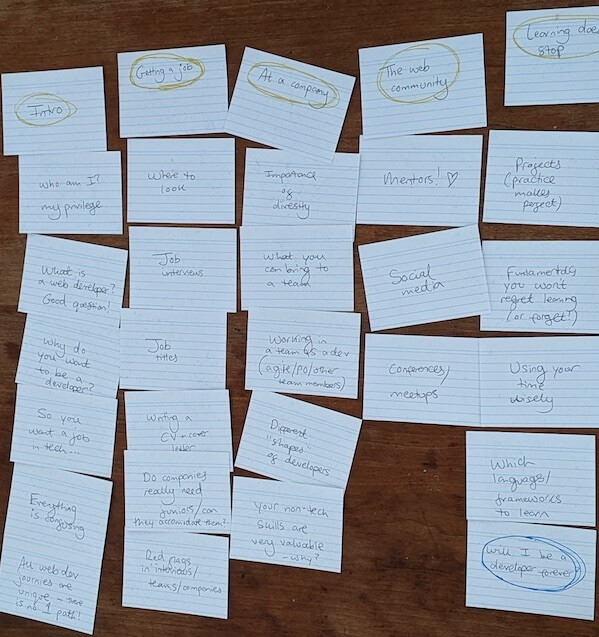 Intro
who am I?
my privilege
What is
a web developer?
Good question!
Why do
you want
to be a
developer?
So you
want a job
in tech...
Everything
is confusing
All web dev
journies are
unique – there
is no 1 path!
Getting a job
Where to
look
Job
interviews
Job
titles
Writing a
CV + cover
letter
Do companies
really need
juniors/can
they accomidate them?
Red flags
in interviews/
teams/companies
At a company
Importance
of
diversity
What you
can bring to
a team
Working in
a team as a dev
(agile/po/other
team members)
Different
"shapes"
of developers
Your non-tech
skills are
very valuable
– why?
The web
community
Mentors! ♡
Social
media
Conferences/
meetups
Learning does
stop
Projects
(practice
makes
perfect)
Fundamentals
you won't
regret learning
(or forget!)
Using your
time
wisely
Which
languages/
frameworks
to learn
Will I be a
developer forever?